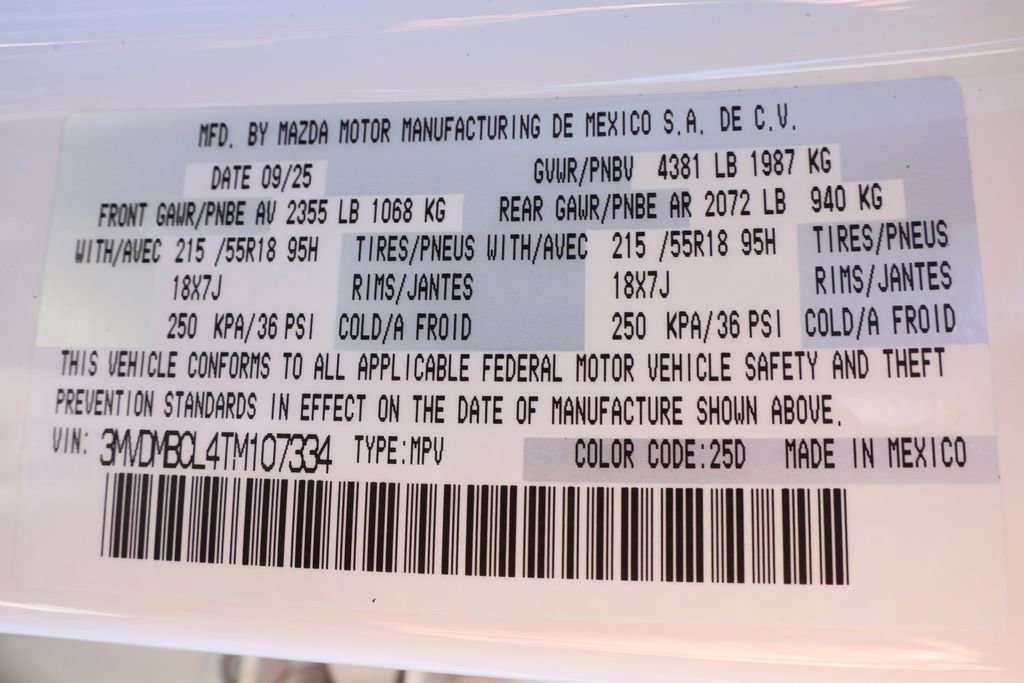 MFD. BY MAZDA MOTOR MANUFACTURING DE MEXICO S.A. DE C.V.
DATE 09/25 GVWR/PNBV 4381 LB 1987 KG
FRONT GAWR/PNBE AV 2355 LB 1068 KG REAR GAWR/PNBE AR 2072 LB 940 KG
WITH/AVEC 215 /55R18 95H TIRES/PNEUS WITH/AVEC 215 /55R18 95H TIRES/PNEUS
18X7J RIMS/JANTES 18X7J RIMS/JANTES
250 KPA/36 PSI COLD/A FROID 250 KPA/36 PSI COLD/A FROID
THIS VEHICLE CONFORMS TO ALL APPLICABLE FEDERAL MOTOR VEHICLE SAFETY AND THEFT
PREVENTION STANDARDS IN EFFECT ON THE DATE OF MANUFACTURE SHOWN ABOVE.
VIN: 3MVDMBCL4TM107334 TYPE:MPV COLOR CODE:25D MADE IN MEXICO